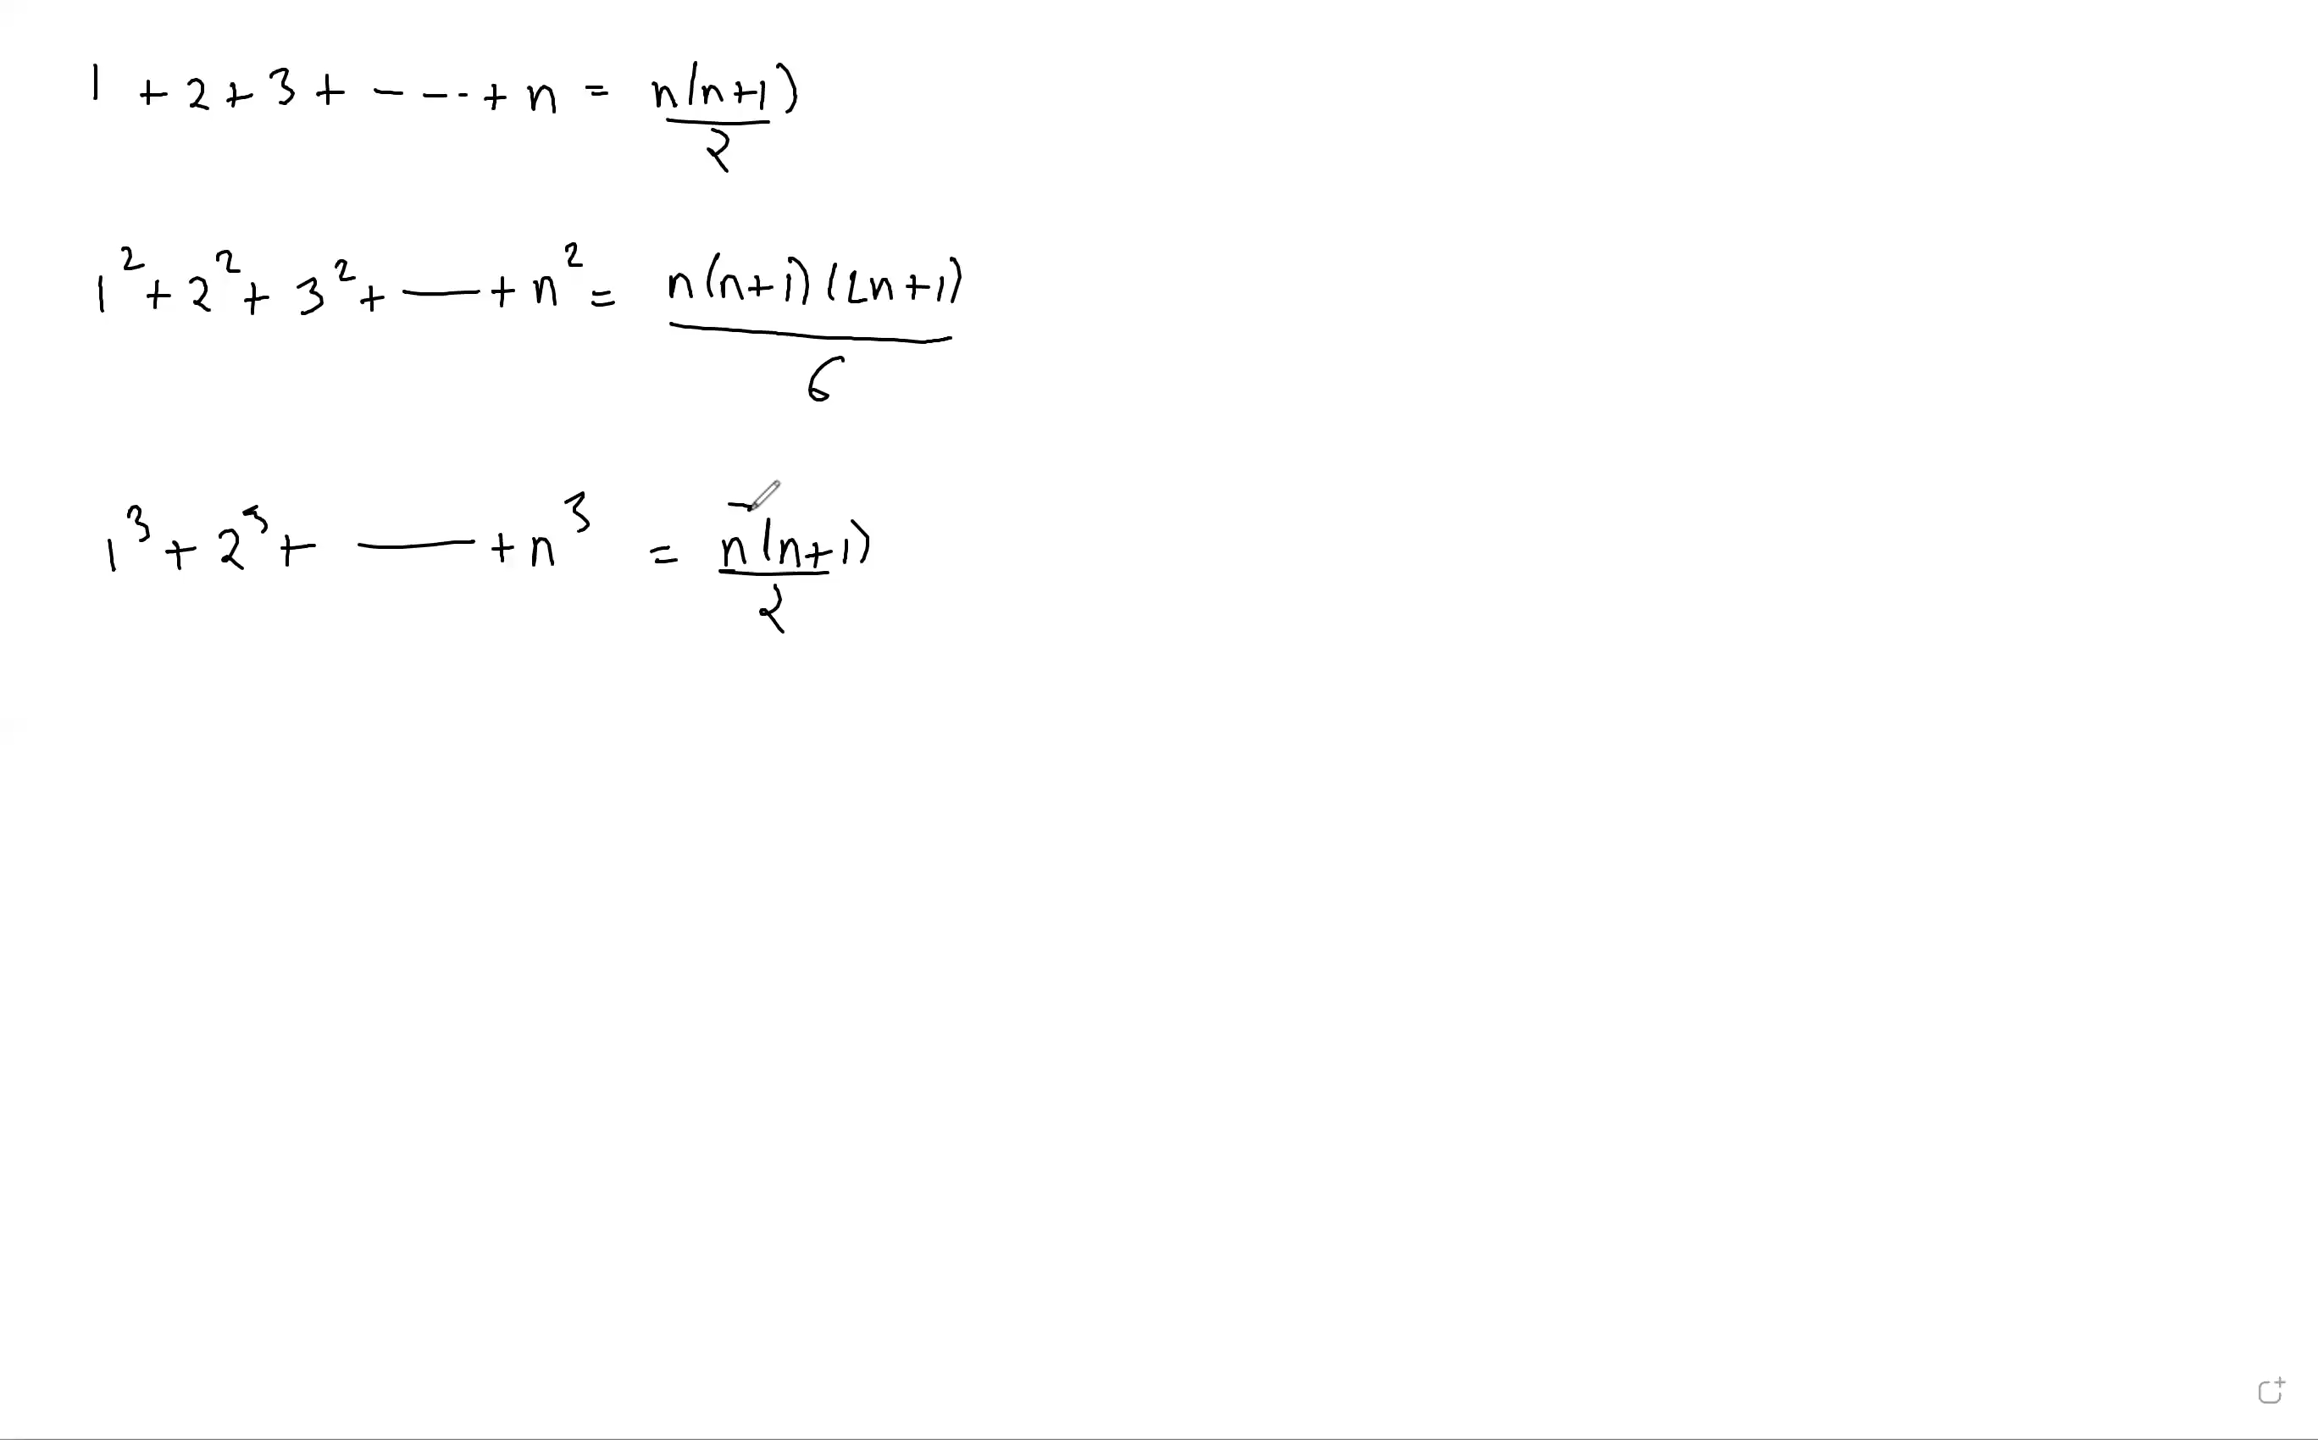 1 + 2 + 3 + - - -- + n = n(n+1)/2
1² + 2² + 3² + — + n² = n(n+1)(2n+1)/6
1³ + 2³ + — + n³ = n(n+1)/2